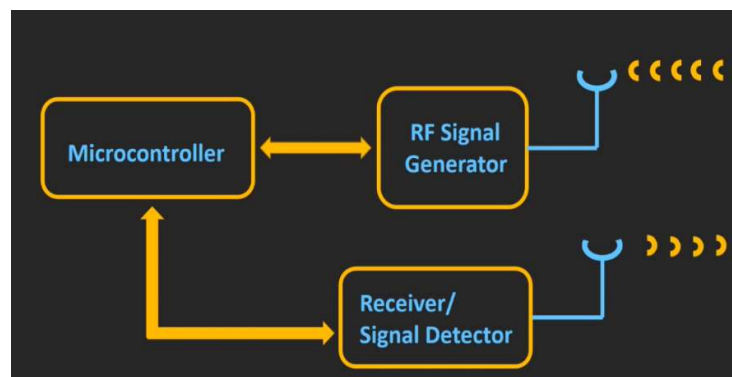 Microcontroller
RF Signal
Generator
Receiver/
Signal Detector